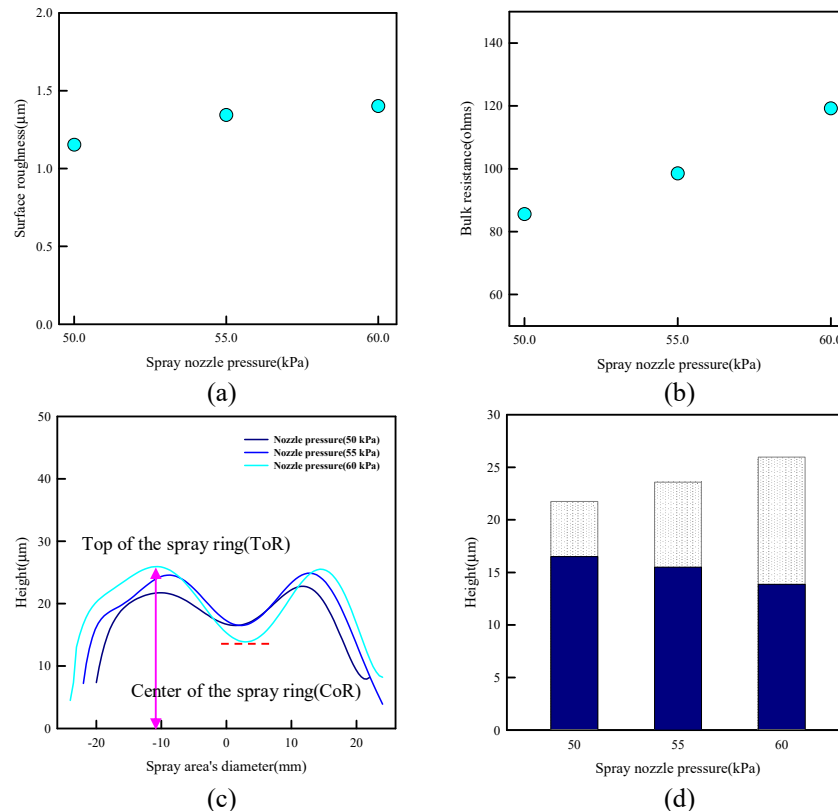 2.0
1.5
1.0
0.5
0.0
Surface roughness(μm)
50.0 55.0 60.0
Spray nozzle pressure(kPa)
(a)
140
120
100
80
60
Bulk resistance(ohms)
50.0 55.0 60.0
Spray nozzle pressure(kPa)
(b)
50
40
30
20
10
0
Height(μm)
Nozzle pressure(50 kPa)
Nozzle pressure(55 kPa)
Nozzle pressure(60 kPa)
Top of the spray ring(ToR)
Center of the spray ring(CoR)
-20 -10 0 10 20
Spray area's diameter(mm)
(c)
30
25
20
15
10
5
0
Height(μm)
50 55 60
Spray nozzle pressure(kPa)
(d)